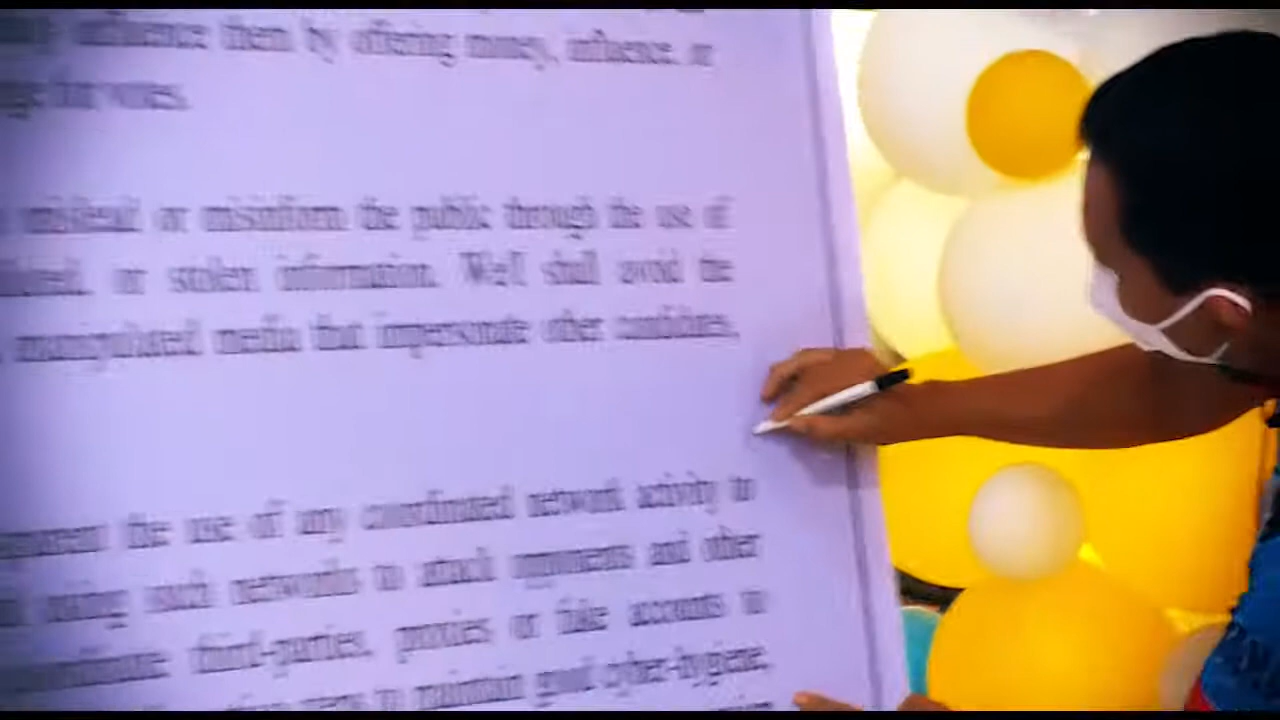 influence them by offering money, influence, or
for votes.
mislead or misinform the public through the use of
or stolen information. We'll shall avoid the
manipulated media that impersonate other candidates.
the use of any coordinated network activity to
using such networks to attack opponents and other
third-parties, proxies or fake accounts to
to maintain good cyber-hygiene,